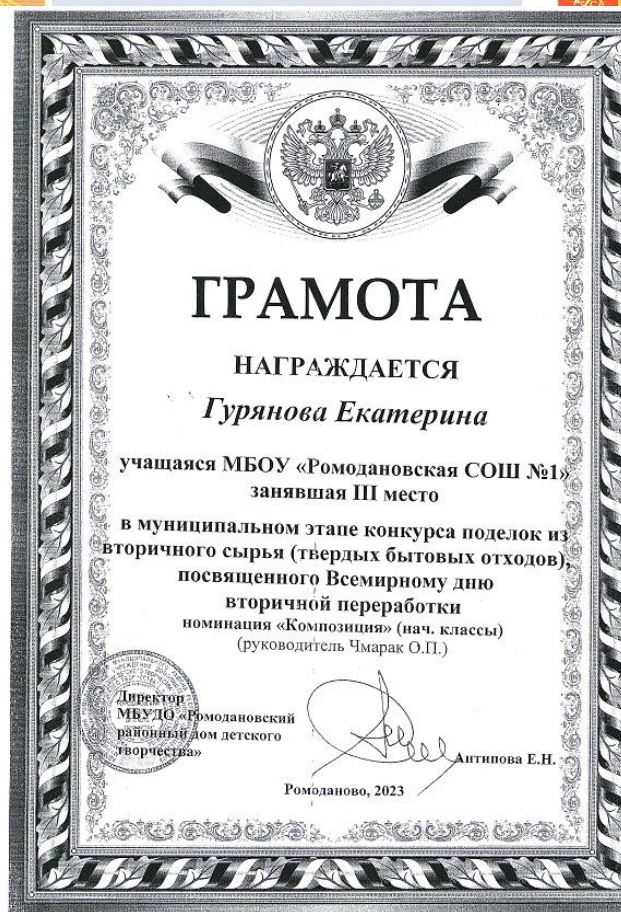 ГРАМОТА
НАГРАЖДАЕТСЯ
Гурянова Екатерина
учащаяся МБОУ «Ромодановская СОШ №1»
занявшая III место
в муниципальном этапе конкурса поделок из
вторичного сырья (твердых бытовых отходов),
посвященного Всемирному дню
вторичной переработки
номинация «Композиция» (нач. классы)
(руководитель Чмарак О.П.)
Директор
МБУДО «Ромодановский
районный дом детского
творчества»
Антипова Е.Н.
Ромоданово, 2023